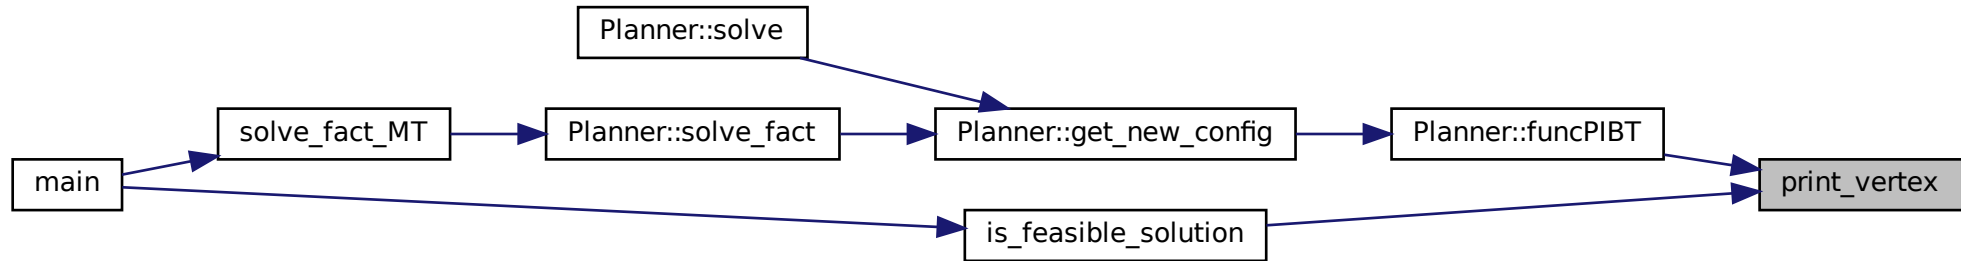 Planner::solve
solve_fact_MT
Planner::solve_fact
Planner::get_new_config
Planner::funcPIBT
main
print_vertex
is_feasible_solution